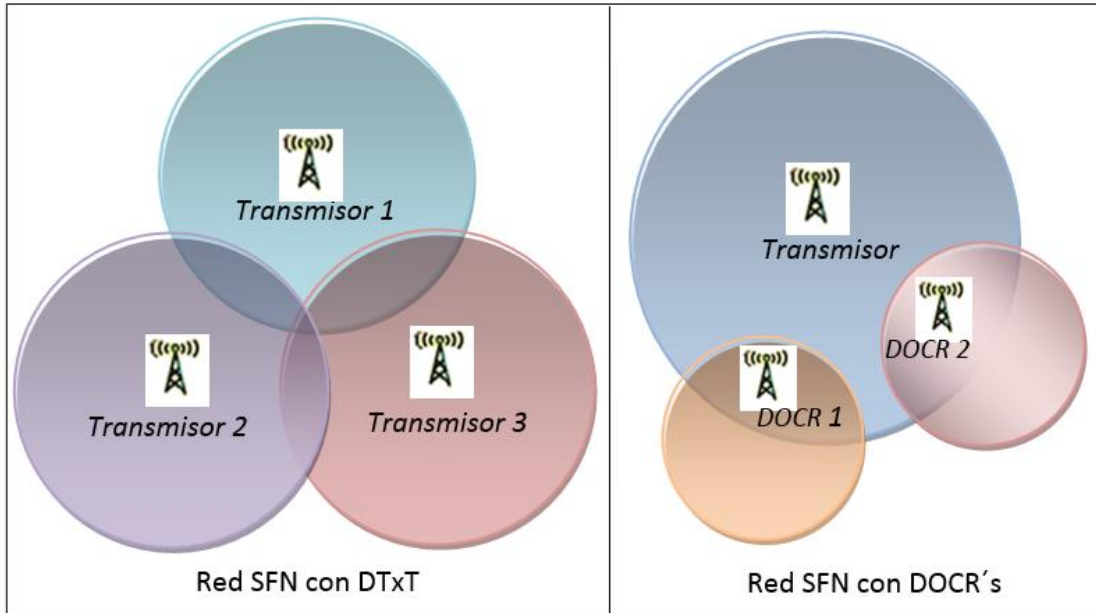 Transmisor 1
Transmisor 2
Transmisor 3
Red SFN con DTxT
Transmisor
DOCR 2
DOCR 1
Red SFN con DOCR´s